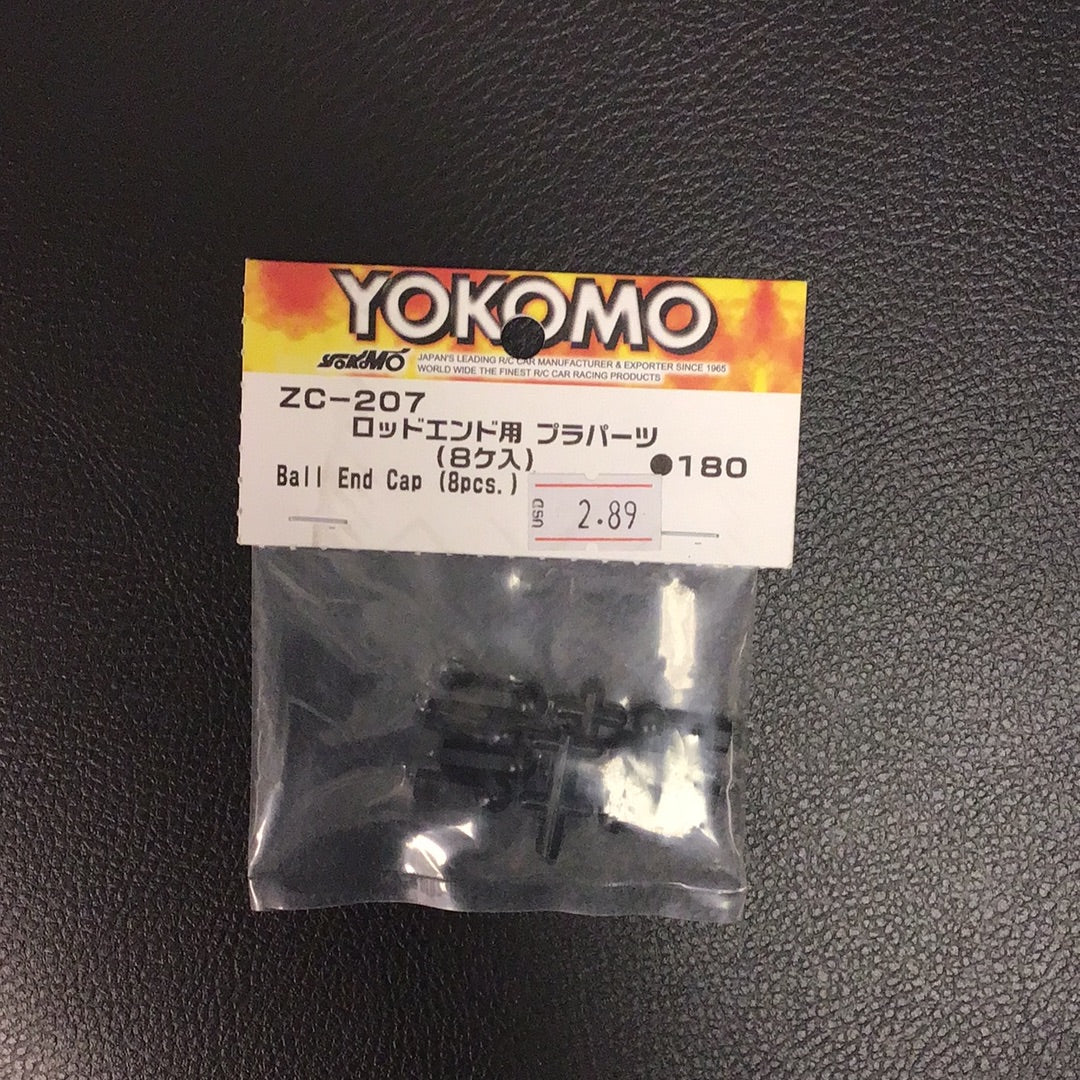 YOKOMO
YOKOMO JAPAN'S LEADING R/C CAR MANUFACTURER & EXPORTER SINCE 1965
WORLD WIDE THE FINEST R/C CAR RACING PRODUCTS
ZC-207
ロッドエンド用 プラパーツ
(8ケ入) ●180
Ball End Cap (8pcs.)
USD 2.89